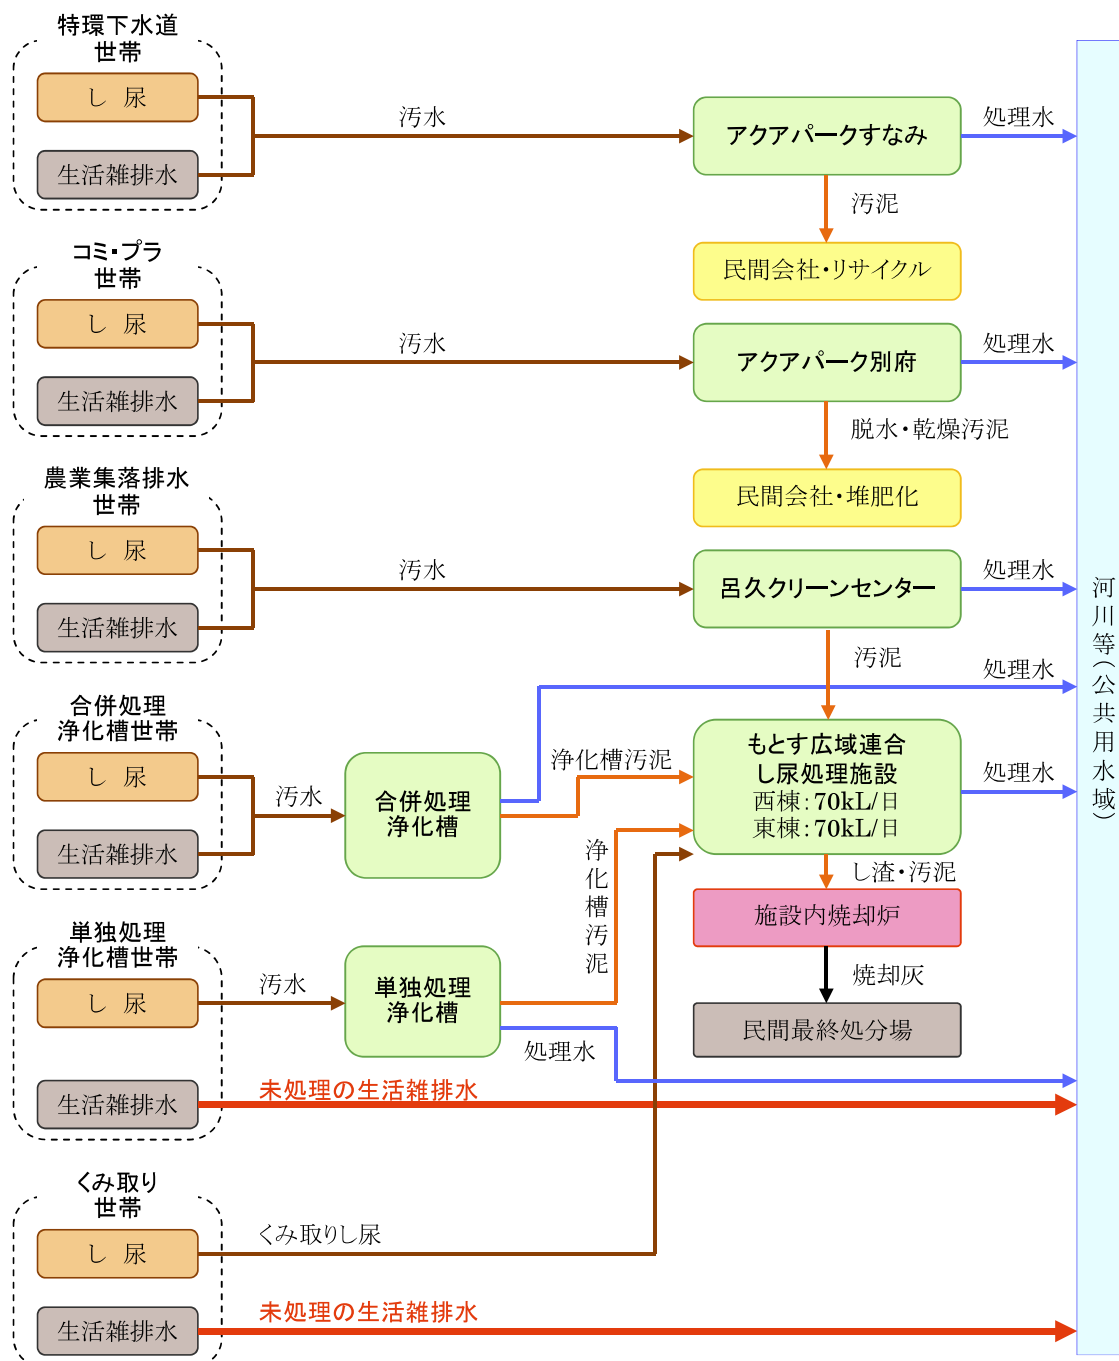 特環下水道
世帯
し 尿
生活雑排水
汚水
アクアパークすなみ
処理水
汚泥
民間会社・リサイクル
コミ・プラ
世帯
し 尿
生活雑排水
汚水
アクアパーク別府
処理水
脱水・乾燥汚泥
民間会社・堆肥化
農業集落排水
世帯
し 尿
生活雑排水
汚水
呂久クリーンセンター
処理水
汚泥
処理水
合併処理
浄化槽世帯
し 尿
生活雑排水
汚水
合併処理
浄化槽
浄化槽汚泥
もとす広域連合
し尿処理施設
西棟:70kL/日
東棟:70kL/日
処理水
し渣・汚泥
施設内焼却炉
焼却灰
民間最終処分場
単独処理
浄化槽世帯
し 尿
生活雑排水
汚水
単独処理
浄化槽
浄化槽汚泥
処理水
未処理の生活雑排水
くみ取り
世帯
し 尿
生活雑排水
くみ取りし尿
未処理の生活雑排水
河川等(公共用水域)